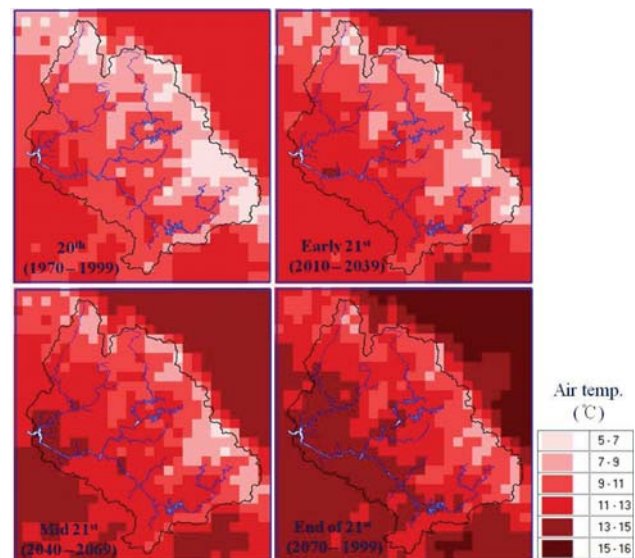 20th
(1970–1999)
Early 21st
(2010–2039)
Mid 21st
(2040–2069)
End of 21st
(2070–1999)
Air temp.
(℃)
5 - 7
7 - 9
9 - 11
11 - 13
13 - 15
15 - 16